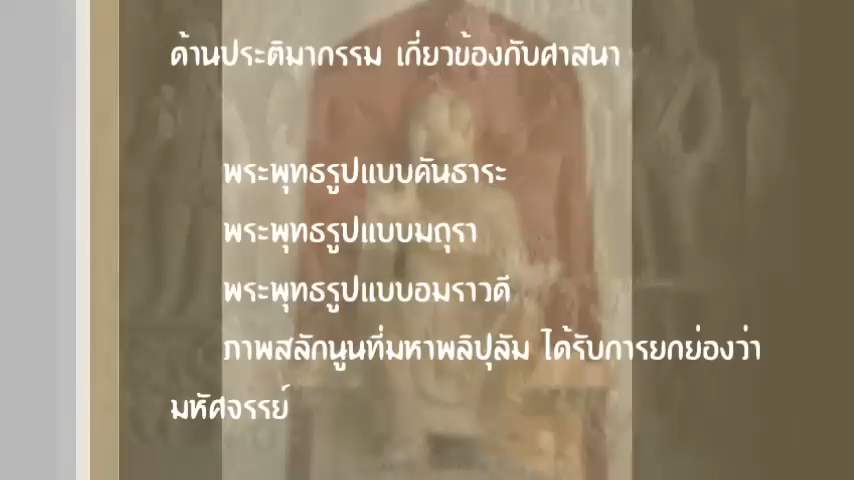 ด้านประติมากรรม เกี่ยวข้องกับศาสนา
พระพุทธรูปแบบคันธาระ
พระพุทธรูปแบบมถุรา
พระพุทธรูปแบบอมราวดี
ภาพสลักนูนที่มหาพลิปุลัม ได้รับการยกย่องว่า
มหัศจรรย์